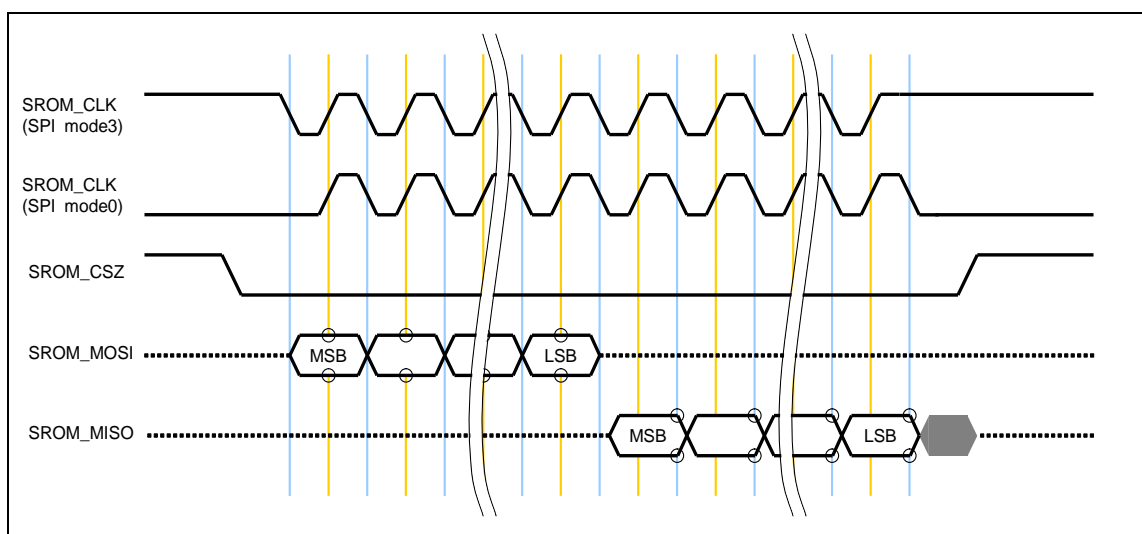 SROM_CLK
(SPI mode3)
SROM_CLK
(SPI mode0)
SROM_CSZ
SROM_MOSI
MSB
LSB
SROM_MISO
MSB
LSB